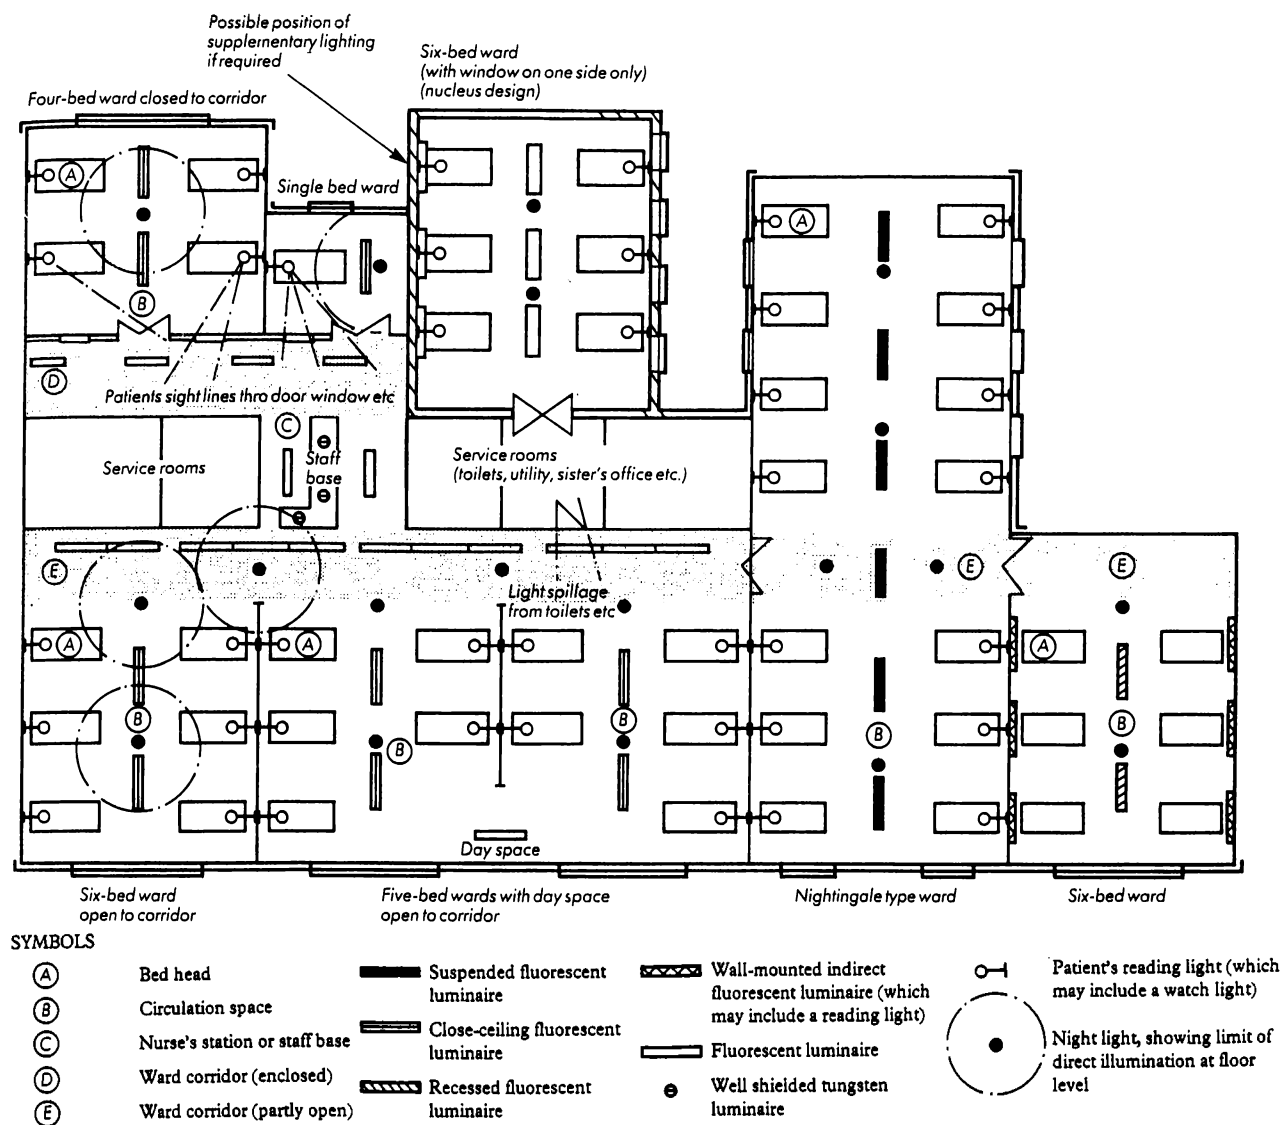 Possible position of
supplementary lighting
if required
Six-bed ward
(with window on one side only)
(nucleus design)
Four-bed ward closed to corridor
A
Single bed ward
A
B
D
Patients sight lines thro door window etc
C
Service rooms
Staff
base
Service rooms
(toilets, utility, sister's office etc.)
E
E
E
Light spillage
from toilets etc
A
A
A
B
B
B
B
B
Day space
Six-bed ward
open to corridor
Five-bed wards with day space
open to corridor
Nightingale type ward
Six-bed ward
SYMBOLS
A Bed head
B Circulation space
C Nurse's station or staff base
D Ward corridor (enclosed)
E Ward corridor (partly open)
Suspended fluorescent
luminaire
Close-ceiling fluorescent
luminaire
Recessed fluorescent
luminaire
Wall-mounted indirect
fluorescent luminaire (which
may include a reading light)
Fluorescent luminaire
Well shielded tungsten
luminaire
Patient's reading light (which
may include a watch light)
Night light, showing limit of
direct illumination at floor
level